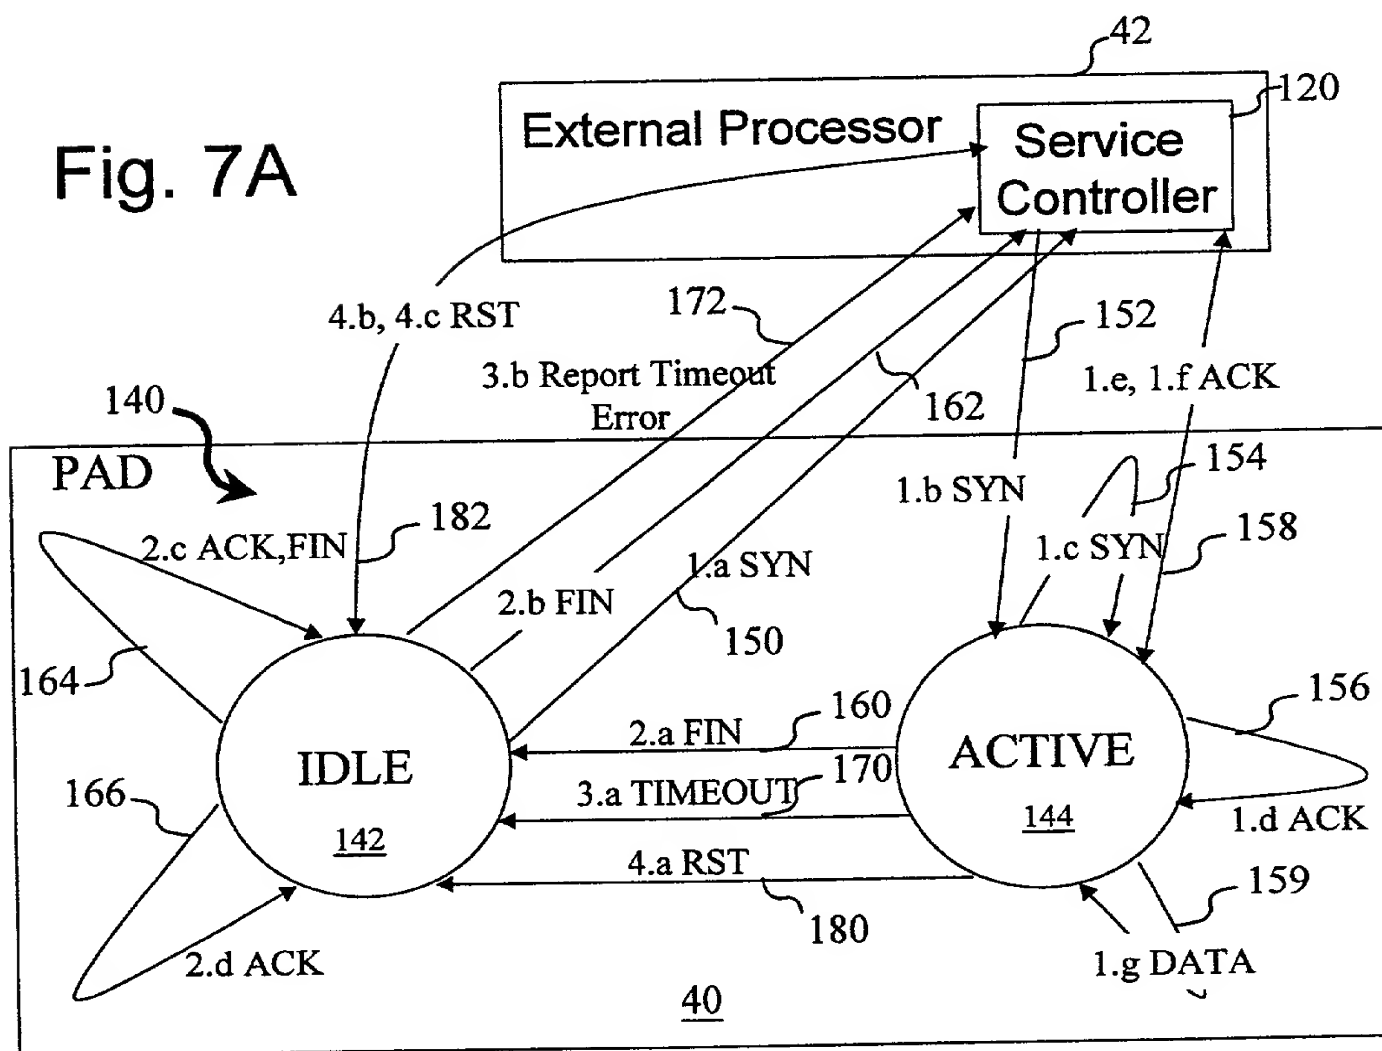 42
120
External Processor
Service
Controller
Fig. 7A
172
152
4.b, 4.c RST
3.b Report Timeout
Error
162
1.e, 1.f ACK
140
PAD
154
1.b SYN
182
2.c ACK,FIN
1.c SYN
158
1.a SYN
2.b FIN
150
164
156
160
2.a FIN
IDLE
ACTIVE
170
166
3.a TIMEOUT
142
144
1.d ACK
4.a RST
159
180
2.d ACK
1.g DATA
40